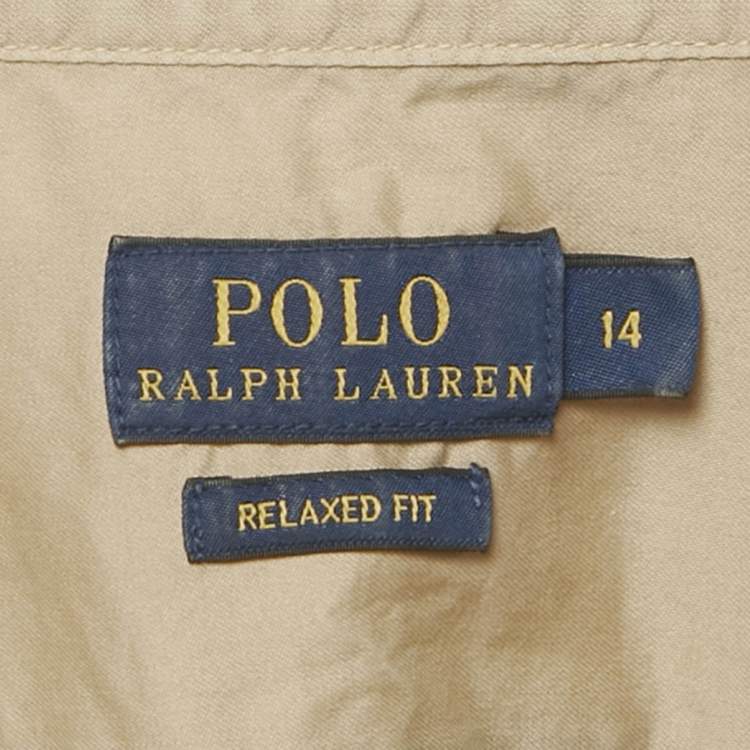 POLO
RALPH LAUREN
14
RELAXED FIT